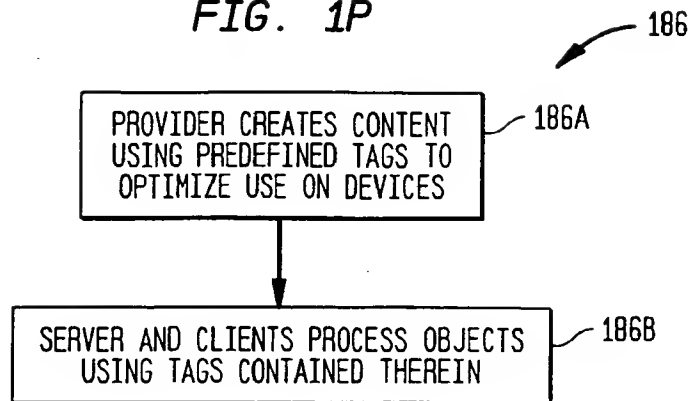 FIG. 1P
186
PROVIDER CREATES CONTENT
USING PREDEFINED TAGS TO
OPTIMIZE USE ON DEVICES
186A
SERVER AND CLIENTS PROCESS OBJECTS
USING TAGS CONTAINED THEREIN
186B